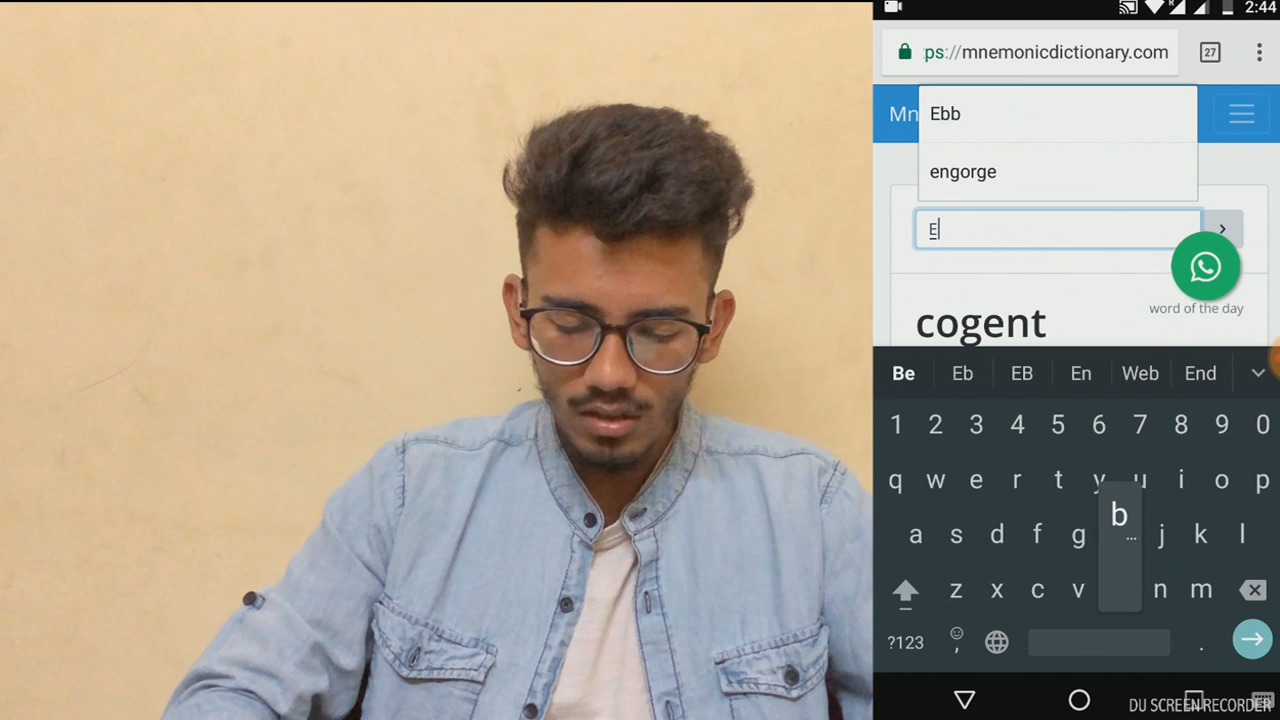 2:44
ps://mnemonicdictionary.com
27
Mn
Ebb
engorge
E
>
word of the day
cogent
Be Eb EB En Web End
1 2 3 4 5 6 7 8 9 0
q w e r t y u i o p
a s d f g j k l
b
...
z x c v n m
?123 , .
DU SCREEN RECORDER